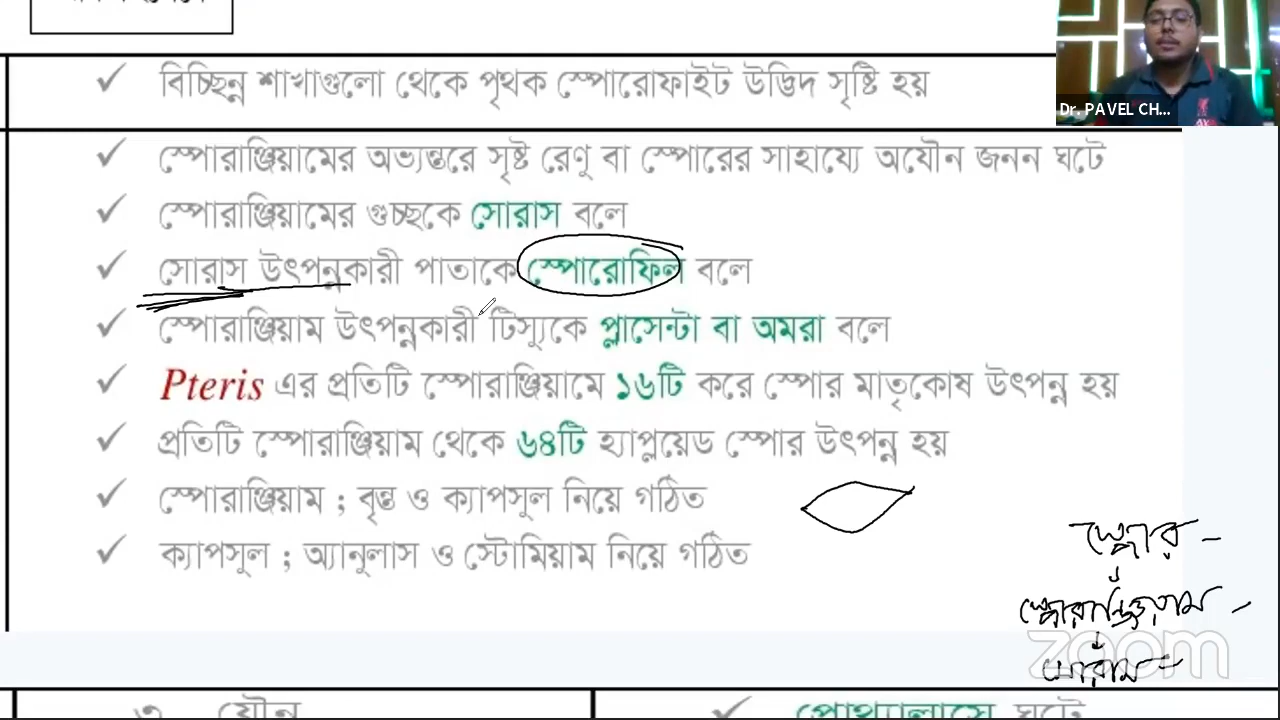 Dr. PAVEL CH...
✓ বিচ্ছিন্ন শাখাগুলো থেকে পৃথক স্পোরোফাইট উদ্ভিদ সৃষ্টি হয়
✓ স্পোরাঞ্জিয়ামের অভ্যন্তরে সৃষ্ট রেণু বা স্পোরের সাহায্যে অযৌন জনন ঘটে
✓ স্পোরাঞ্জিয়ামের গুচ্ছকে সোরাস বলে
✓ সোরাস উৎপন্নকারী পাতাকে স্পোরোফিল বলে
✓ স্পোরাঞ্জিয়াম উৎপন্নকারী টিস্যুকে প্লাসেন্টা বা অমরা বলে
✓ Pteris এর প্রতিটি স্পোরাঞ্জিয়ামে ১৬টি করে স্পোর মাতৃকোষ উৎপন্ন হয়
✓ প্রতিটি স্পোরাঞ্জিয়াম থেকে ৬৪টি হ্যাপ্লয়েড স্পোর উৎপন্ন হয়
✓ স্পোরাঞ্জিয়াম ; বৃন্ত ও ক্যাপসুল নিয়ে গঠিত
✓ ক্যাপসুল ; অ্যানুলাস ও স্টোমিয়াম নিয়ে গঠিত
স্পোর -
স্পোরাঞ্জিয়াম -
zoom
সোরাস -
৩ যৌন
✓ প্রোথ্যালাসে ঘটে